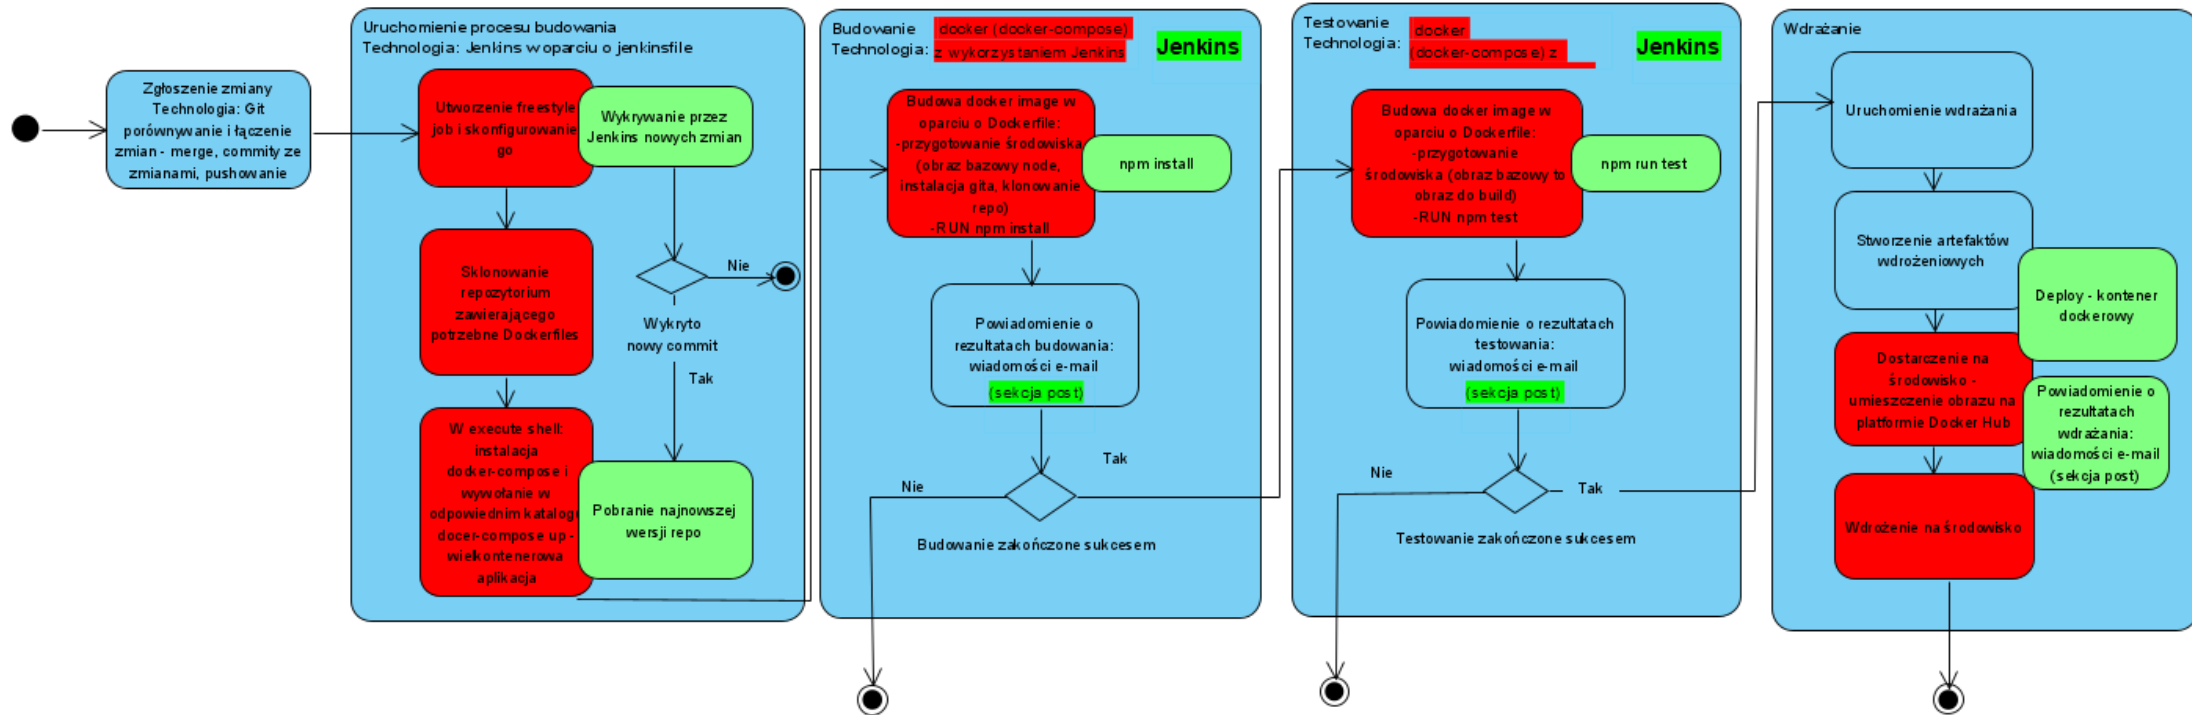 Zgłoszenie zmiany
Technologia: Git
porównywanie i łączenie
zmian - merge, commity ze
zmianami, pushowanie
Uruchomienie procesu budowania
Technologia: Jenkins w oparciu o jenkinsfile
Utworzenie freestyle
job i skonfigurowanie
go
Wykrywanie przez
Jenkins nowych zmian
Sklonowanie
repozytorium
zawierającego
potrzebne Dockerfiles
Nie
Wykryto
nowy commit
Tak
W execute shell:
instalacja
docker-compose i
wywołanie w
odpowiednim katalogu
docer-compose up -
wielkontenerowa
aplikacja
Pobranie najnowszej
wersji repo
Budowanie
Technologia:
docker (docker-compose)
z wykorzystaniem Jenkins
Jenkins
Budowa docker image w
oparciu o Dockerfile:
-przygotowanie środowiska
(obraz bazowy node,
instalacja gita, klonowanie
repo)
-RUN npm install
npm install
Powiadomienie o
rezultatach budowania:
wiadomości e-mail
(sekcja post)
Tak
Nie
Budowanie zakończone sukcesem
Testowanie
Technologia:
docker
(docker-compose) z
Jenkins
Budowa docker image w
oparciu o Dockerfile:
-przygotowanie
środowiska (obraz bazowy to
obraz do build)
-RUN npm test
npm run test
Powiadomienie o rezultatach
testowania:
wiadomości e-mail
(sekcja post)
Nie
Tak
Testowanie zakończone sukcesem
Wdrażanie
Uruchomienie wdrażania
Stworzenie artefaktów
wdrożeniowych
Deploy - kontener
dockerowy
Dostarczenie na
środowisko -
umieszczenie obrazu na
platformie Docker Hub
Powiadomienie o
rezultatach
wdrażania:
wiadomości e-mail
(sekcja post)
Wdrożenie na środowisko